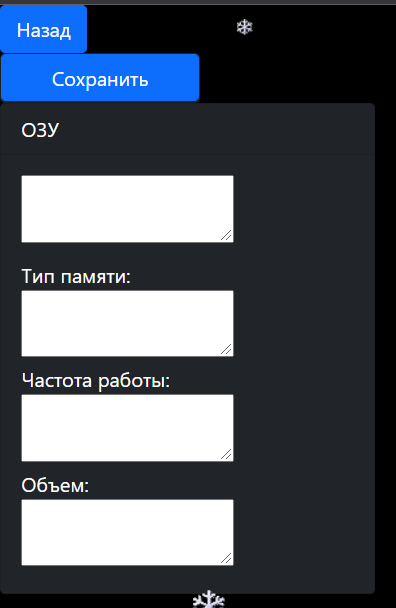 Назад
Сохранить
ОЗУ
Тип памяти:
Частота работы:
Объем: